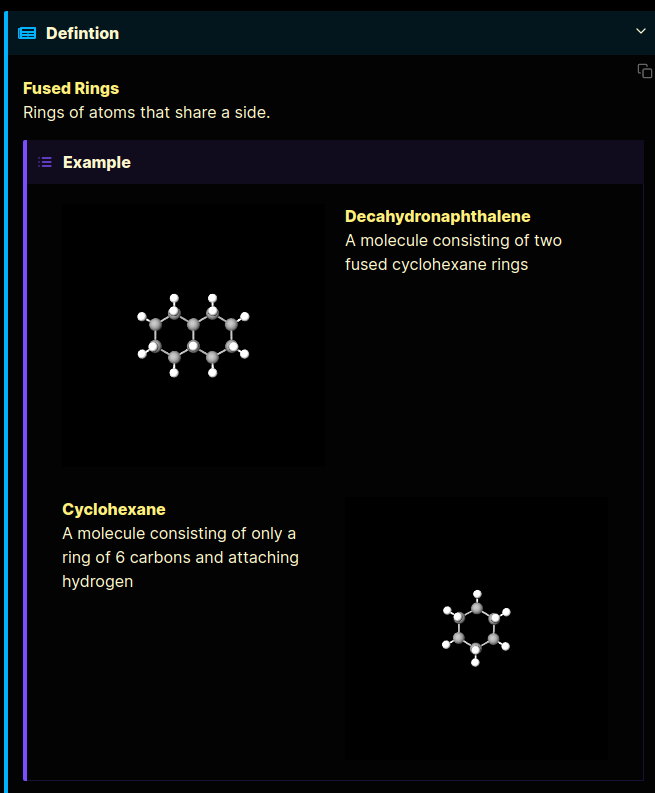 Defintion
Fused Rings
Rings of atoms that share a side.
Example
Decahydronaphthalene
A molecule consisting of two
fused cyclohexane rings
Cyclohexane
A molecule consisting of only a
ring of 6 carbons and attaching
hydrogen